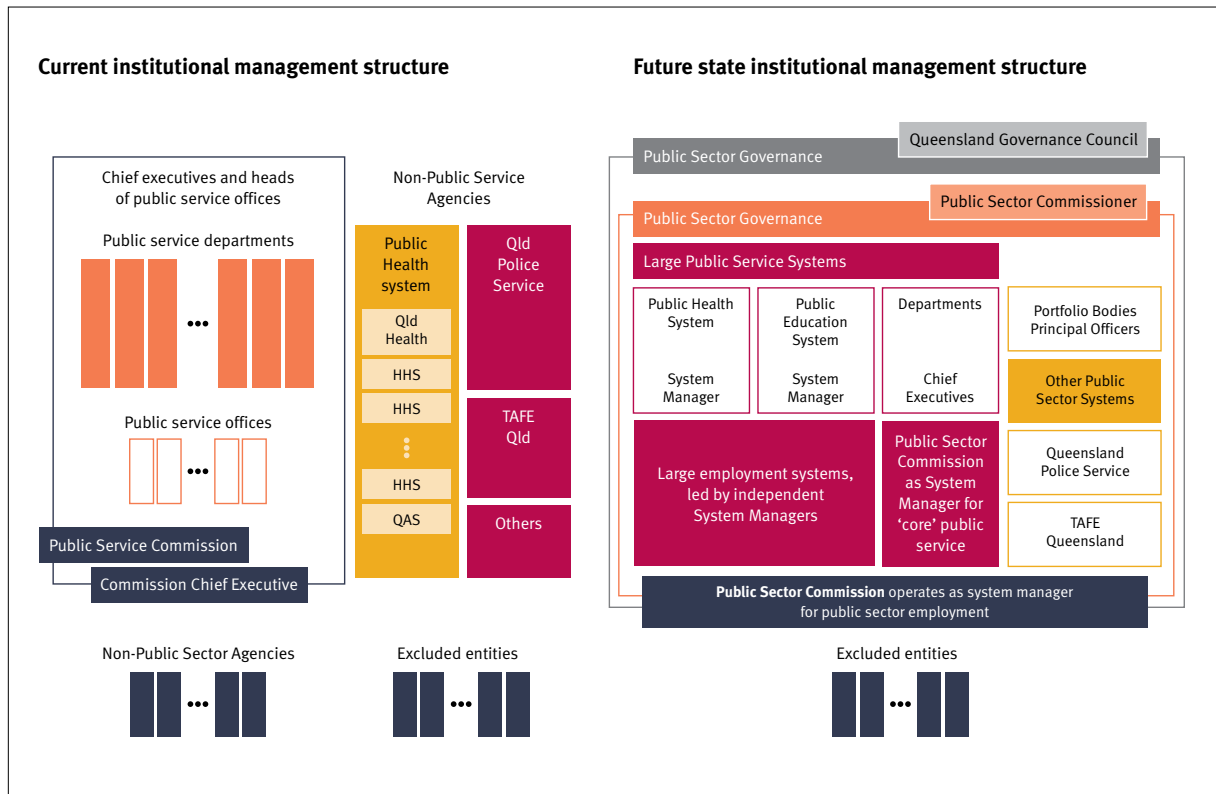 Current institutional management structure
Chief executives and heads
of public service offices
Public service departments
•••
Public service offices
•••
Public Service Commission
Commission Chief Executive
Non-Public Service
Agencies
Public
Health
system
Qld
Health
HHS
HHS
HHS
QAS
Qld
Police
Service
TAFE
Qld
Others
Non-Public Sector Agencies
•••
Excluded entities
•••
Future state institutional management structure
Queensland Governance Council
Public Sector Governance
Public Sector Commissioner
Public Sector Governance
Large Public Service Systems
Public Health
System
System
Manager
Public
Education
System
System
Manager
Departments
Chief
Executives
Portfolio Bodies
Principal Officers
Other Public
Sector Systems
Large employment systems,
led by independent
System Managers
Public Sector
Commission
as System
Manager for
‘core’ public
service
Queensland
Police Service
TAFE
Queensland
Public Sector Commission operates as system manager
for public sector employment
Excluded entities
•••